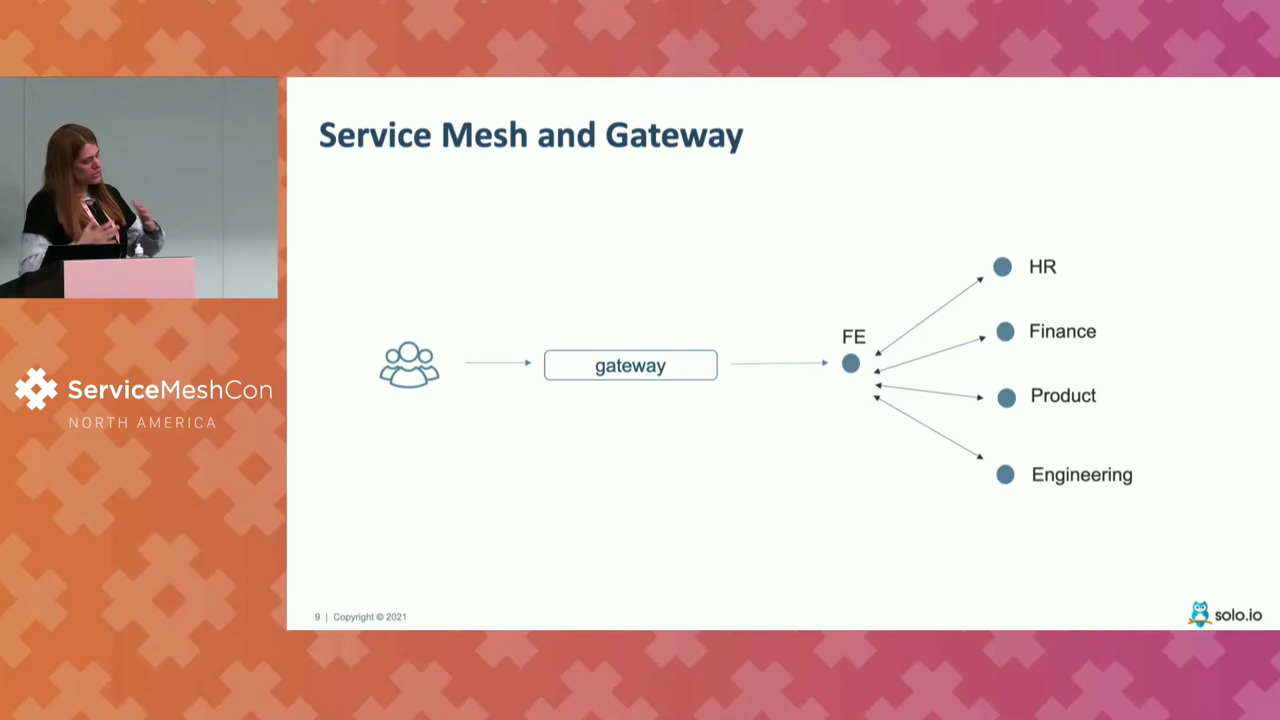 Service Mesh and Gateway
HR
FE
Finance
gateway
Product
ServiceMeshCon
NORTH AMERICA
Engineering
9 | Copyright © 2021
solo.io